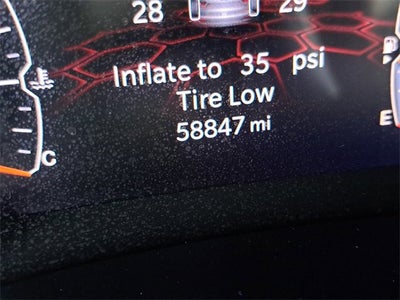 28 29
Inflate to 35 psi
Tire Low
58847 mi
C
E